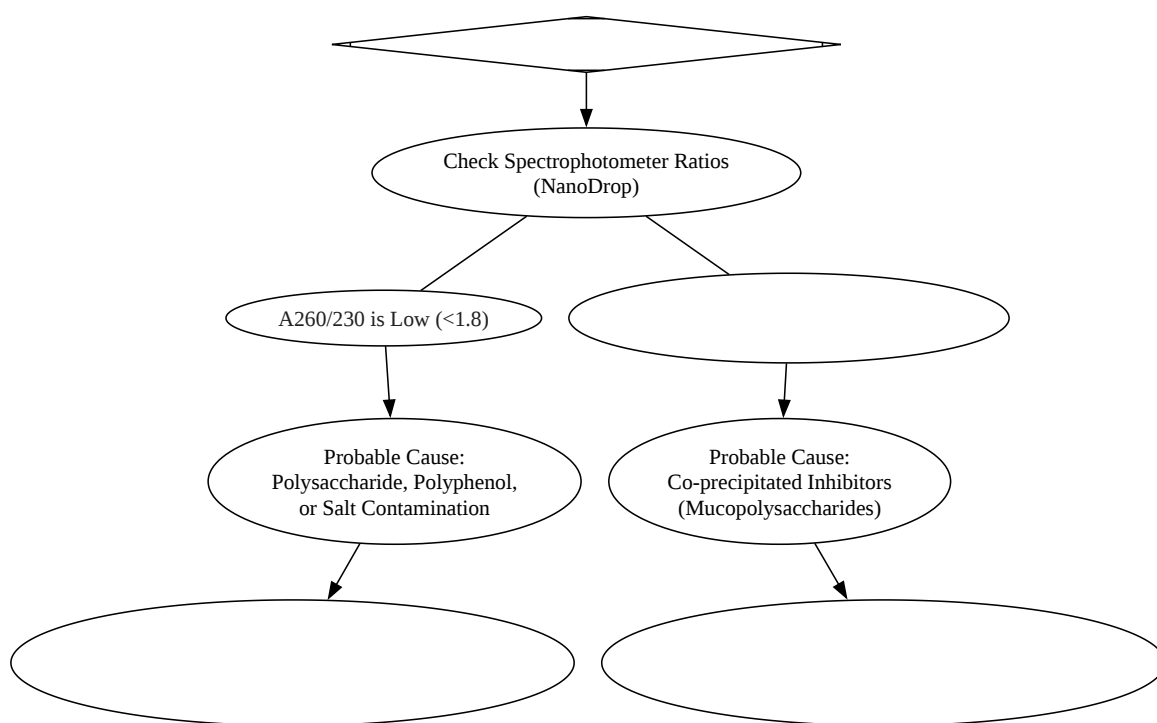 Check Spectrophotometer Ratios
(NanoDrop)
A260/230 is Low (<1.8)
Probable Cause:
Polysaccharide, Polyphenol,
or Salt Contamination
Probable Cause:
Co-precipitated Inhibitors
(Mucopolysaccharides)